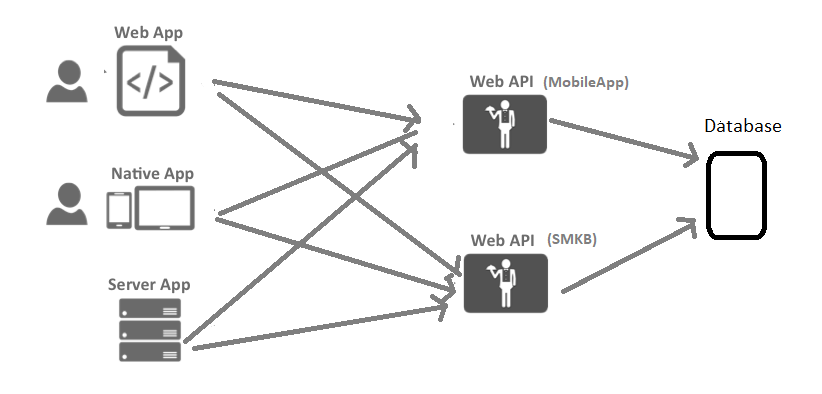 Web App
</>
Web API (MobileApp)
Database
Native App
Web API (SMKB)
Server App